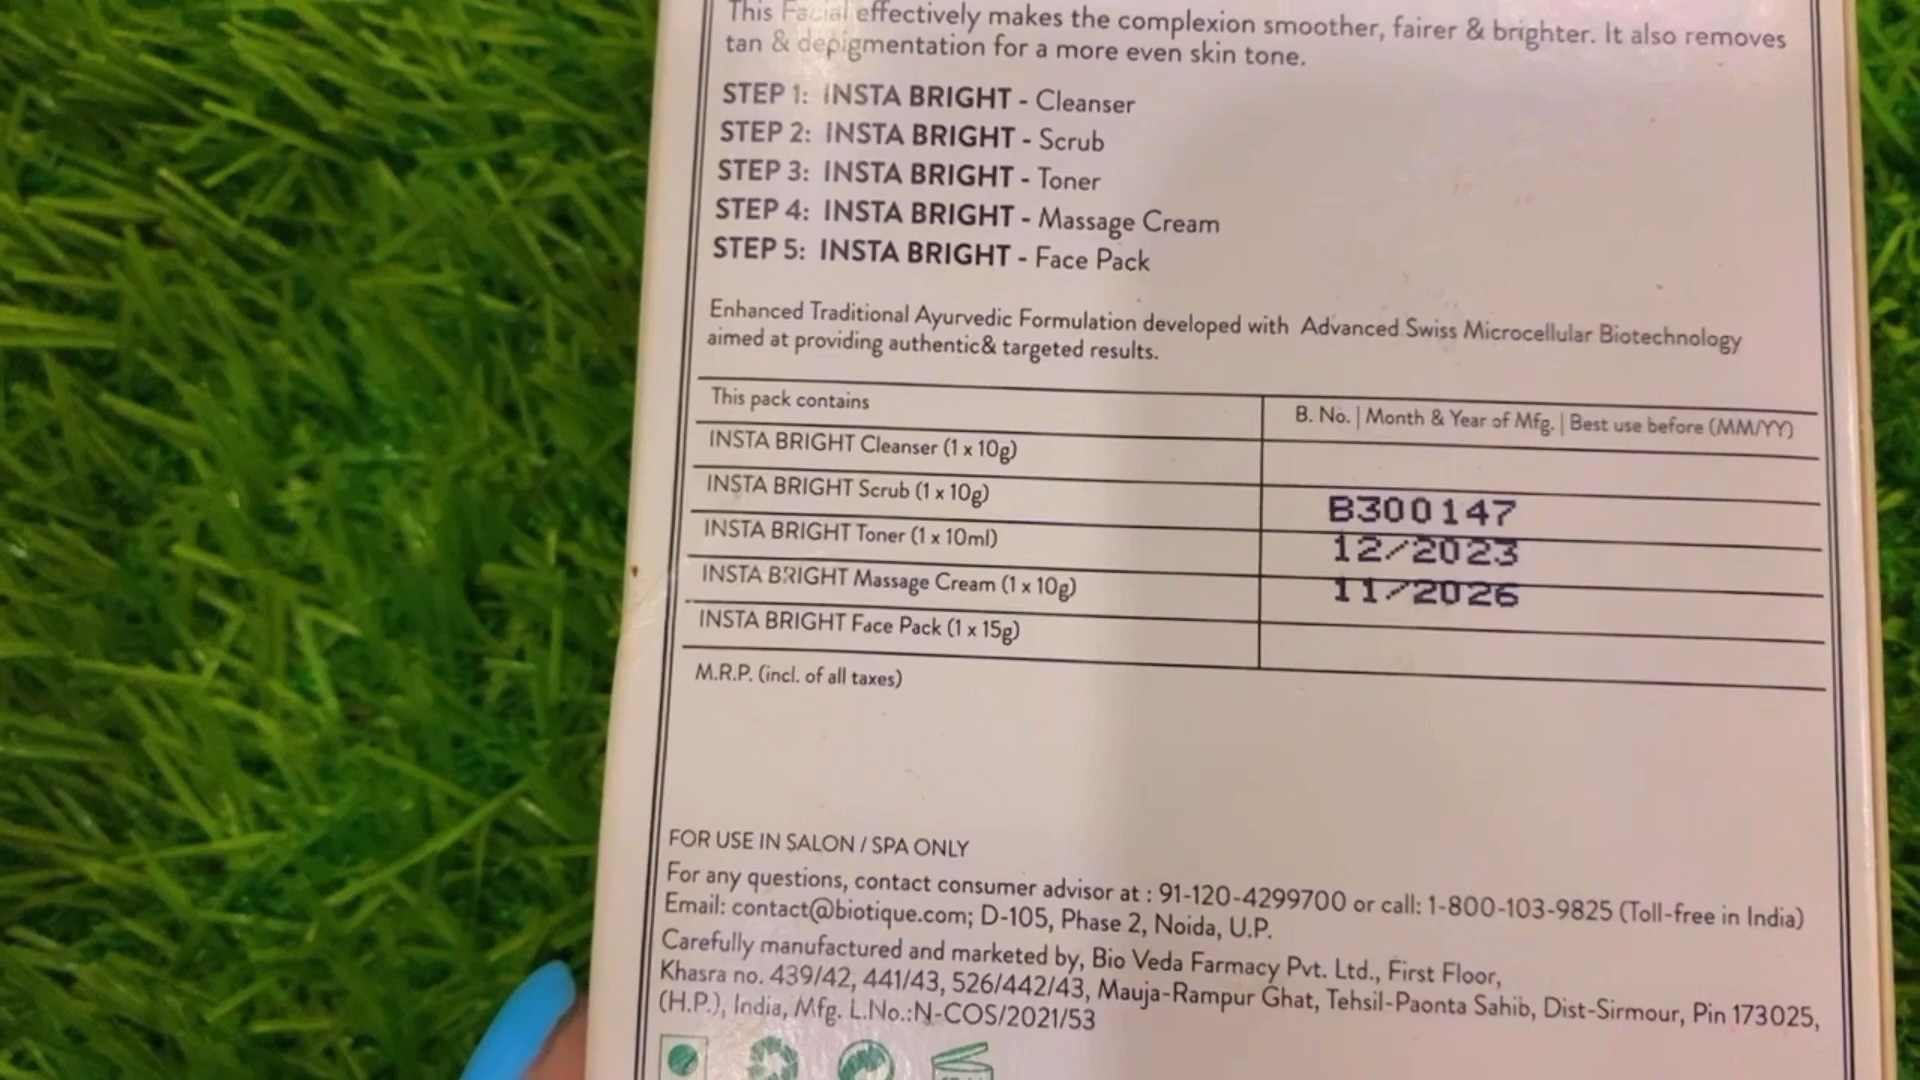 This Facial effectively makes the complexion smoother, fairer & brighter. It also removes
tan & depigmentation for a more even skin tone.
STEP 1: INSTA BRIGHT - Cleanser
STEP 2: INSTA BRIGHT - Scrub
STEP 3: INSTA BRIGHT - Toner
STEP 4: INSTA BRIGHT - Massage Cream
STEP 5: INSTA BRIGHT - Face Pack
Enhanced Traditional Ayurvedic Formulation developed with Advanced Swiss Microcellular Biotechnology
aimed at providing authentic& targeted results.
This pack contains
B. No. | Month & Year of Mfg. | Best use before (MM/YY)
INSTA BRIGHT Cleanser (1 x 10g)
INSTA BRIGHT Scrub (1 x 10g)
B300147
INSTA BRIGHT Toner (1 x 10ml)
12/2023
INSTA BRIGHT Massage Cream (1 x 10g)
11/2026
INSTA BRIGHT Face Pack (1 x 15g)
M.R.P. (incl. of all taxes)
FOR USE IN SALON / SPA ONLY
For any questions, contact consumer advisor at : 91-120-4299700 or call: 1-800-103-9825 (Toll-free in India)
Email: contact@biotique.com; D-105, Phase 2, Noida, U.P.
Carefully manufactured and marketed by, Bio Veda Farmacy Pvt. Ltd., First Floor,
Khasra no. 439/42, 441/43, 526/442/43, Mauja-Rampur Ghat, Tehsil-Paonta Sahib, Dist-Sirmour, Pin 173025,
(H.P.), India, Mfg. L.No.:N-COS/2021/53